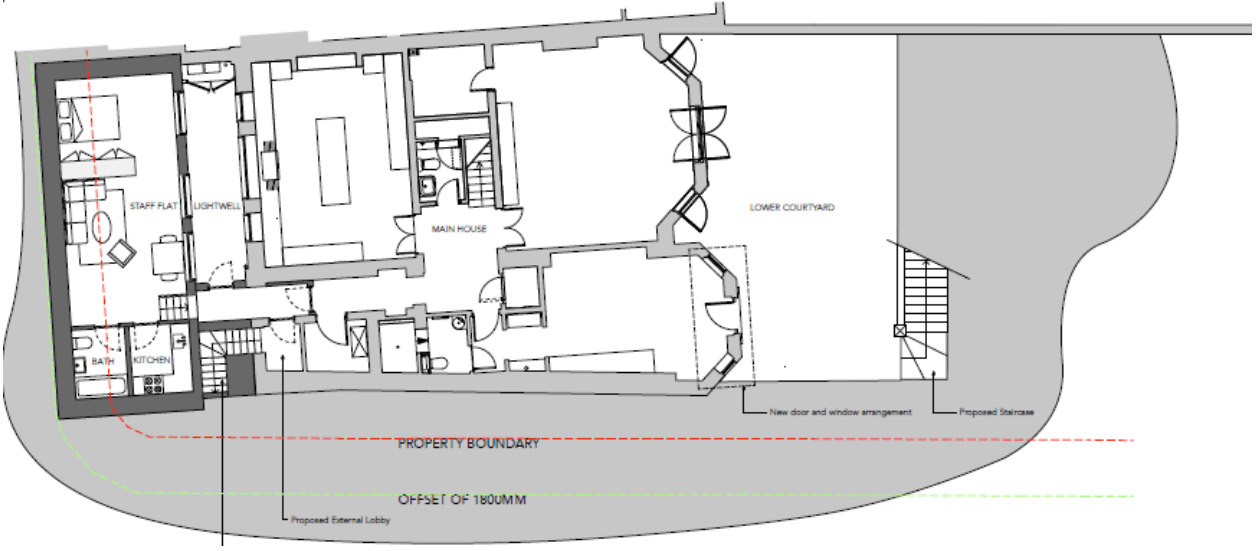 STAFF FLAT
LIGHTWELL
MAIN HOUSE
LOWER COURTYARD
BATH
KITCHEN
New door and window arrangement
Proposed Staircase
PROPERTY BOUNDARY
OFFSET OF 1800MM
Proposed External Lobby